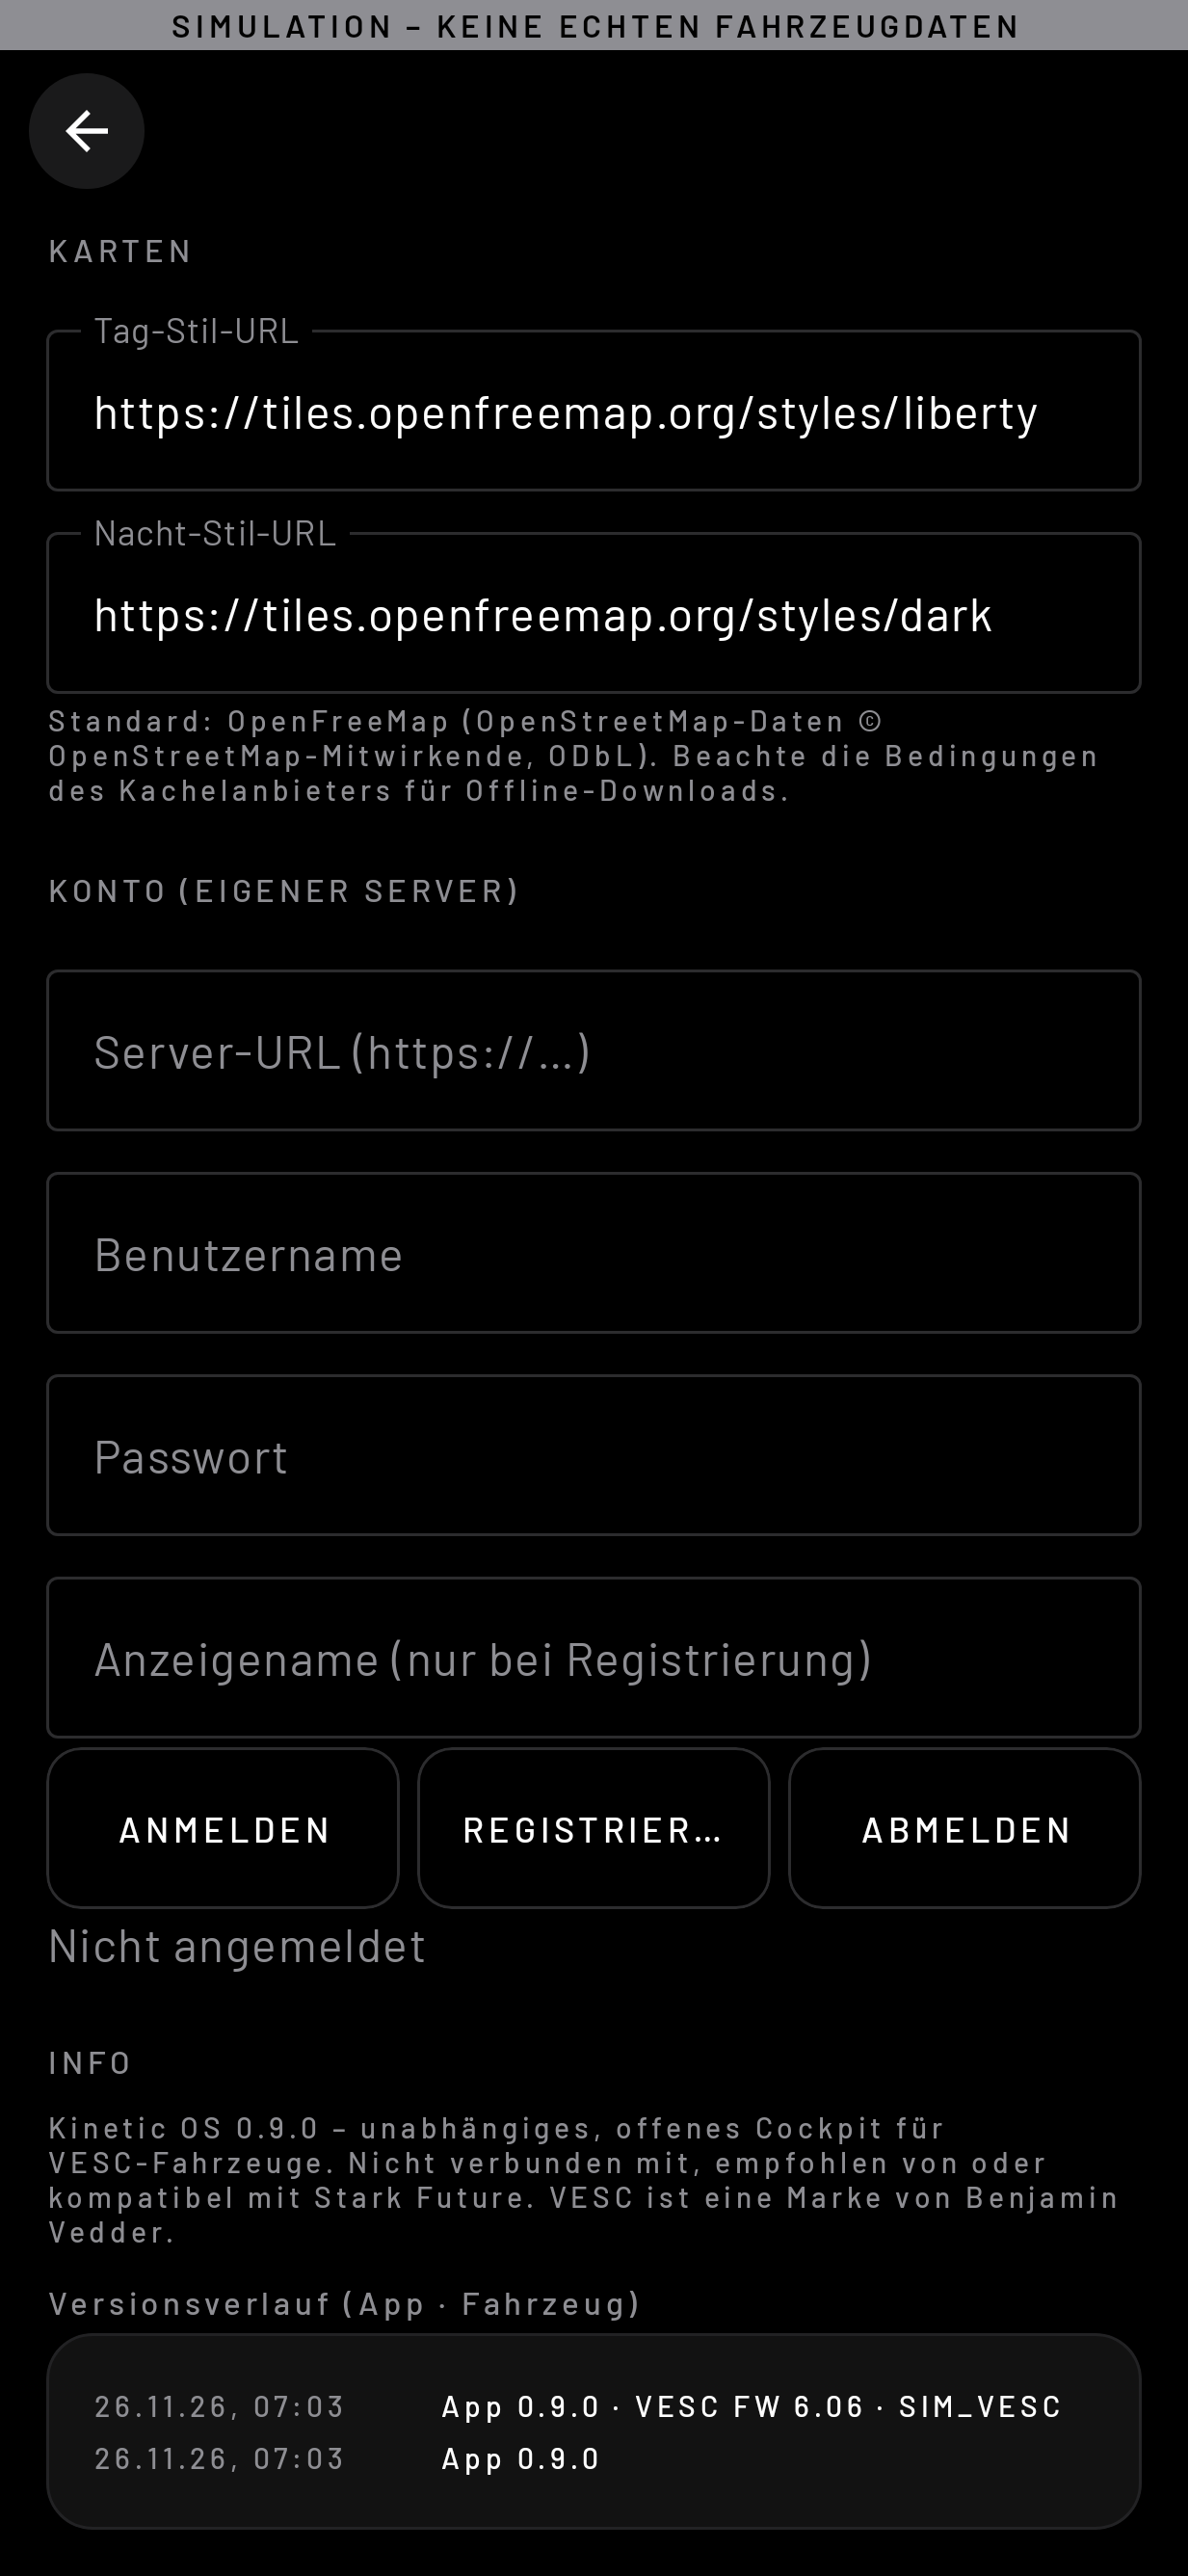 SIMULATION – KEINE ECHTEN FAHRZEUGDATEN
KARTEN
Tag-Stil-URL
https://tiles.openfreemap.org/styles/liberty
Nacht-Stil-URL
https://tiles.openfreemap.org/styles/dark
Standard: OpenFreeMap (OpenStreetMap-Daten ©
OpenStreetMap-Mitwirkende, ODbL). Beachte die Bedingungen
des Kachelanbieters für Offline-Downloads.
KONTO (EIGENER SERVER)
Server-URL (https://…)
Benutzername
Passwort
Anzeigename (nur bei Registrierung)
ANMELDEN REGISTRIER… ABMELDEN
Nicht angemeldet
INFO
Kinetic OS 0.9.0 – unabhängiges, offenes Cockpit für
VESC-Fahrzeuge. Nicht verbunden mit, empfohlen von oder
kompatibel mit Stark Future. VESC ist eine Marke von Benjamin
Vedder.
Versionsverlauf (App · Fahrzeug)
26.11.26, 07:03 App 0.9.0 · VESC FW 6.06 · SIM_VESC
26.11.26, 07:03 App 0.9.0